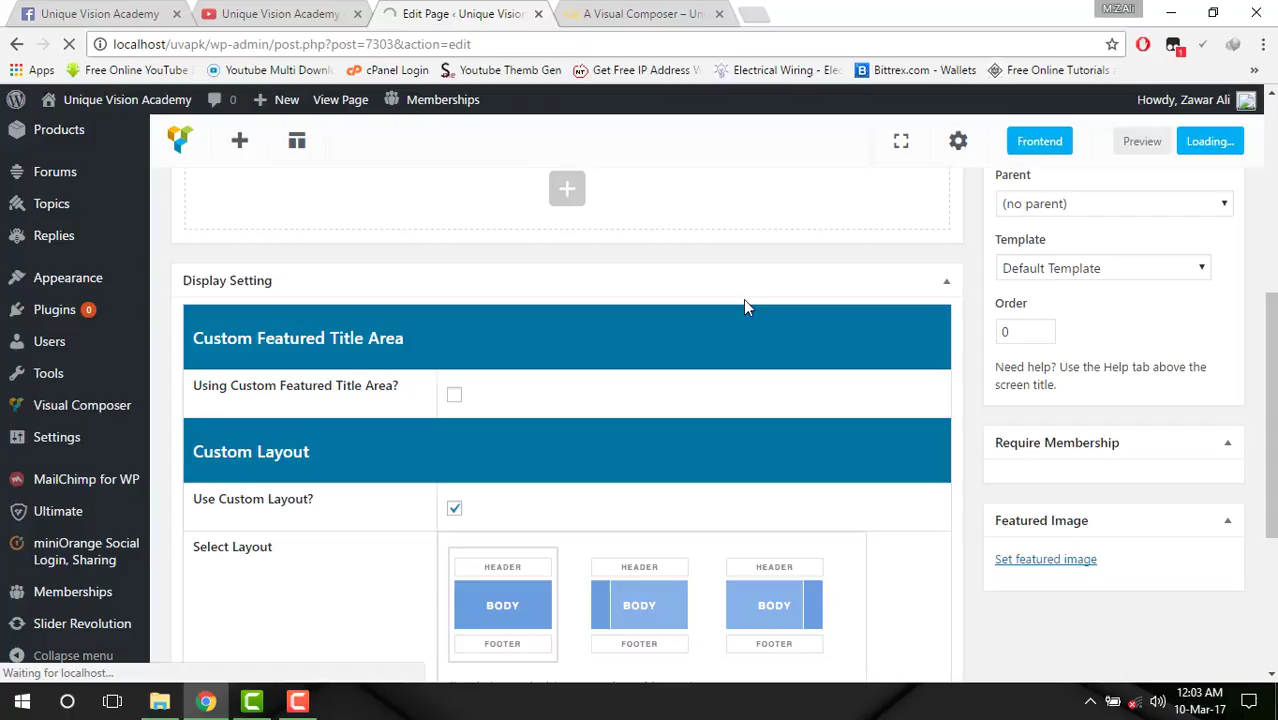 Unique Vision Academy
Unique Vision Academy
Edit Page ‹ Unique Vision
A Visual Composer – Un
M.Z.Ali
localhost/uvapk/wp-admin/post.php?post=7303&action=edit
1
Apps
Free Online YouTube
Youtube Multi Down
cPanel Login
Youtube Themb Gen
Get Free IP Address
Electrical Wiring - Elec
Bittrex.com - Wallets
Free Online Tutorials
Unique Vision Academy
0
New
View Page
Memberships
Howdy, Zawar Ali
Products
Forums
Topics
Replies
Appearance
Plugins 0
Users
Tools
Visual Composer
Settings
MailChimp for WP
Ultimate
miniOrange Social
Login, Sharing
Memberships
Slider Revolution
Collapse menu
Frontend
Preview
Loading...
Display Setting
Custom Featured Title Area
Using Custom Featured Title Area?
Custom Layout
Use Custom Layout?
Select Layout
HEADER
BODY
FOOTER
HEADER
BODY
FOOTER
HEADER
BODY
FOOTER
Parent
(no parent)
Template
Default Template
Order
0
Need help? Use the Help tab above the
screen title.
Require Membership
Featured Image
Set featured image
Waiting for localhost...
12:03 AM
10-Mar-17